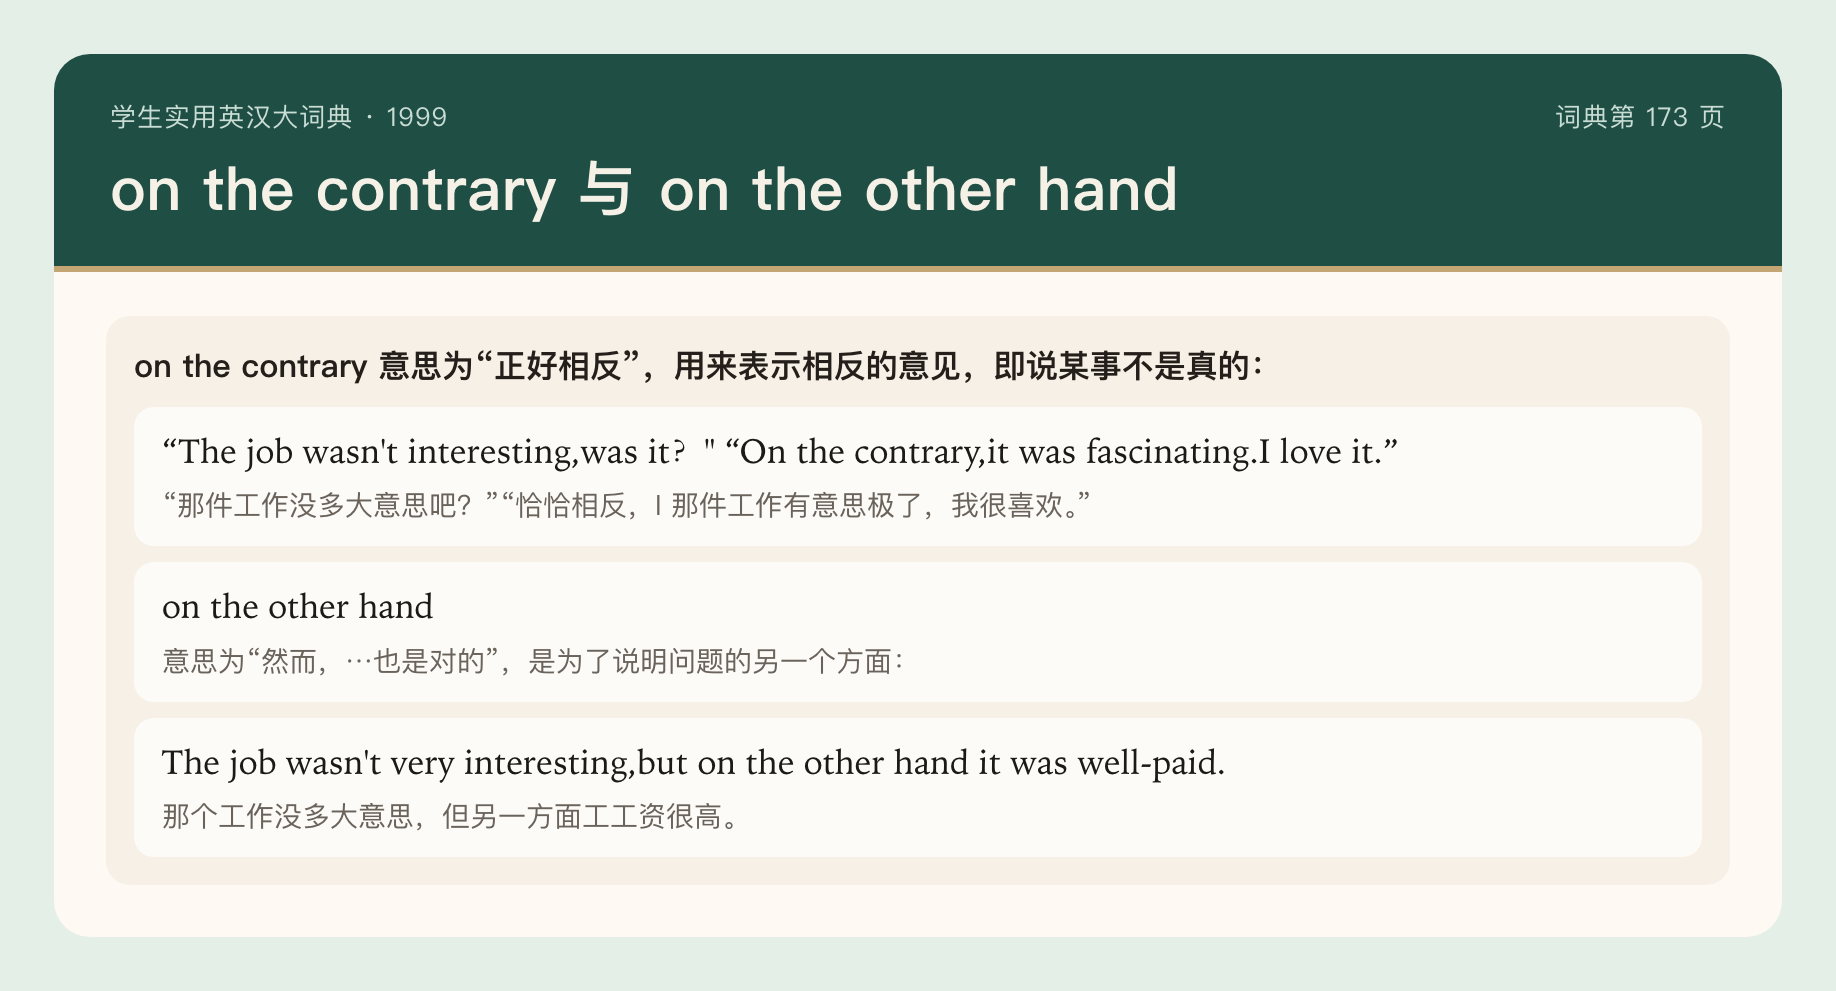 学生实用英汉大词典 · 1999
词典第 173 页
on the contrary 与 on the other hand
on the contrary 意思为“正好相反”，用来表示相反的意见，即说某事不是真的：
“The job wasn't interesting,was it？ " “On the contrary,it was fascinating.I love it.”
“那件工作没多大意思吧？”“恰恰相反，I 那件工作有意思极了，我很喜欢。”
on the other hand
意思为“然而，…也是对的”，是为了说明问题的另一个方面：
The job wasn't very interesting,but on the other hand it was well-paid.
那个工作没多大意思，但另一方面工工资很高。